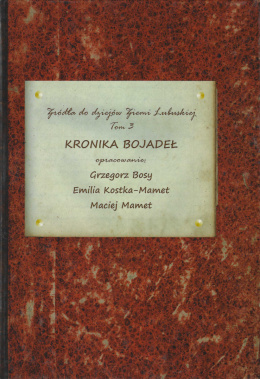 Źródła do dziejów Ziemi Lubuskiej
Tom 3
KRONIKA BOJADEŁ
opracowanie:
Grzegorz Bosy
Emilia Kostka-Mamet
Maciej Mamet